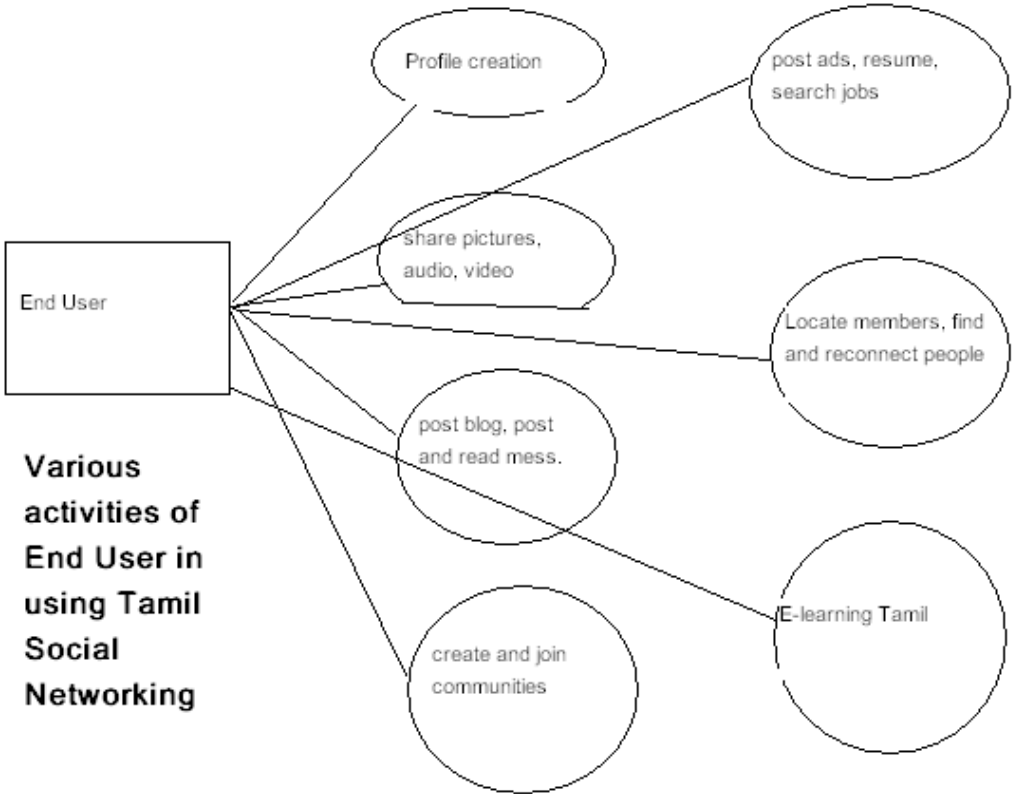 Profile creation
post ads, resume,
search jobs
share pictures,
audio, video
End User
Locate members, find
and reconnect people
post blog, post
and read mess.
Various
activities of
End User in
using Tamil
Social
Networking
E-learning Tamil
create and join
communities